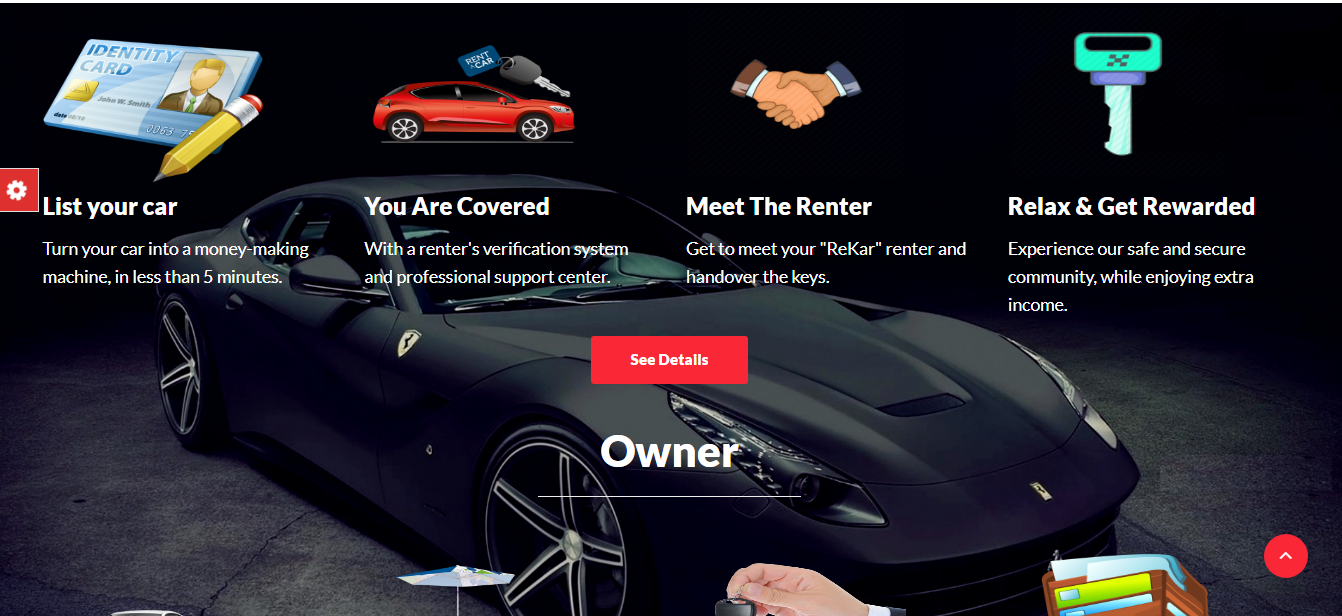 IDENTITY
CARD
John W. Smith
RENT
A CAR
List your car
Turn your car into a money-making
machine, in less than 5 minutes.
You Are Covered
With a renter's verification system
and professional support center.
Meet The Renter
Get to meet your "ReKar" renter and
handover the keys.
Relax & Get Rewarded
Experience our safe and secure
community, while enjoying extra
income.
See Details
Owner